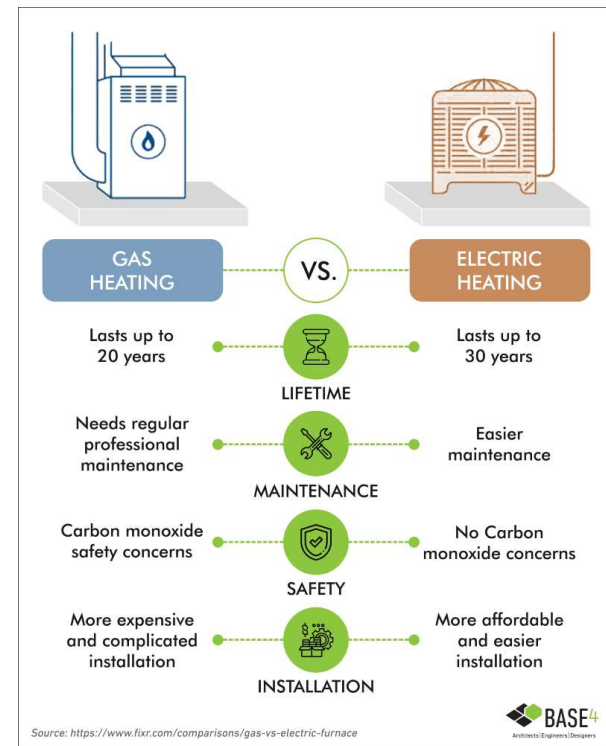 GAS
HEATING
VS.
ELECTRIC
HEATING
Lasts up to
20 years
LIFETIME
Lasts up to
30 years
Needs regular
professional
maintenance
MAINTENANCE
Easier
maintenance
Carbon monoxide
safety concerns
SAFETY
No Carbon
monoxide concerns
More expensive
and complicated
installation
INSTALLATION
More affordable
and easier
installation
Source: https://www.fixr.com/comparisons/gas-vs-electric-furnace
BASE4
Architects|Engineers|Designers